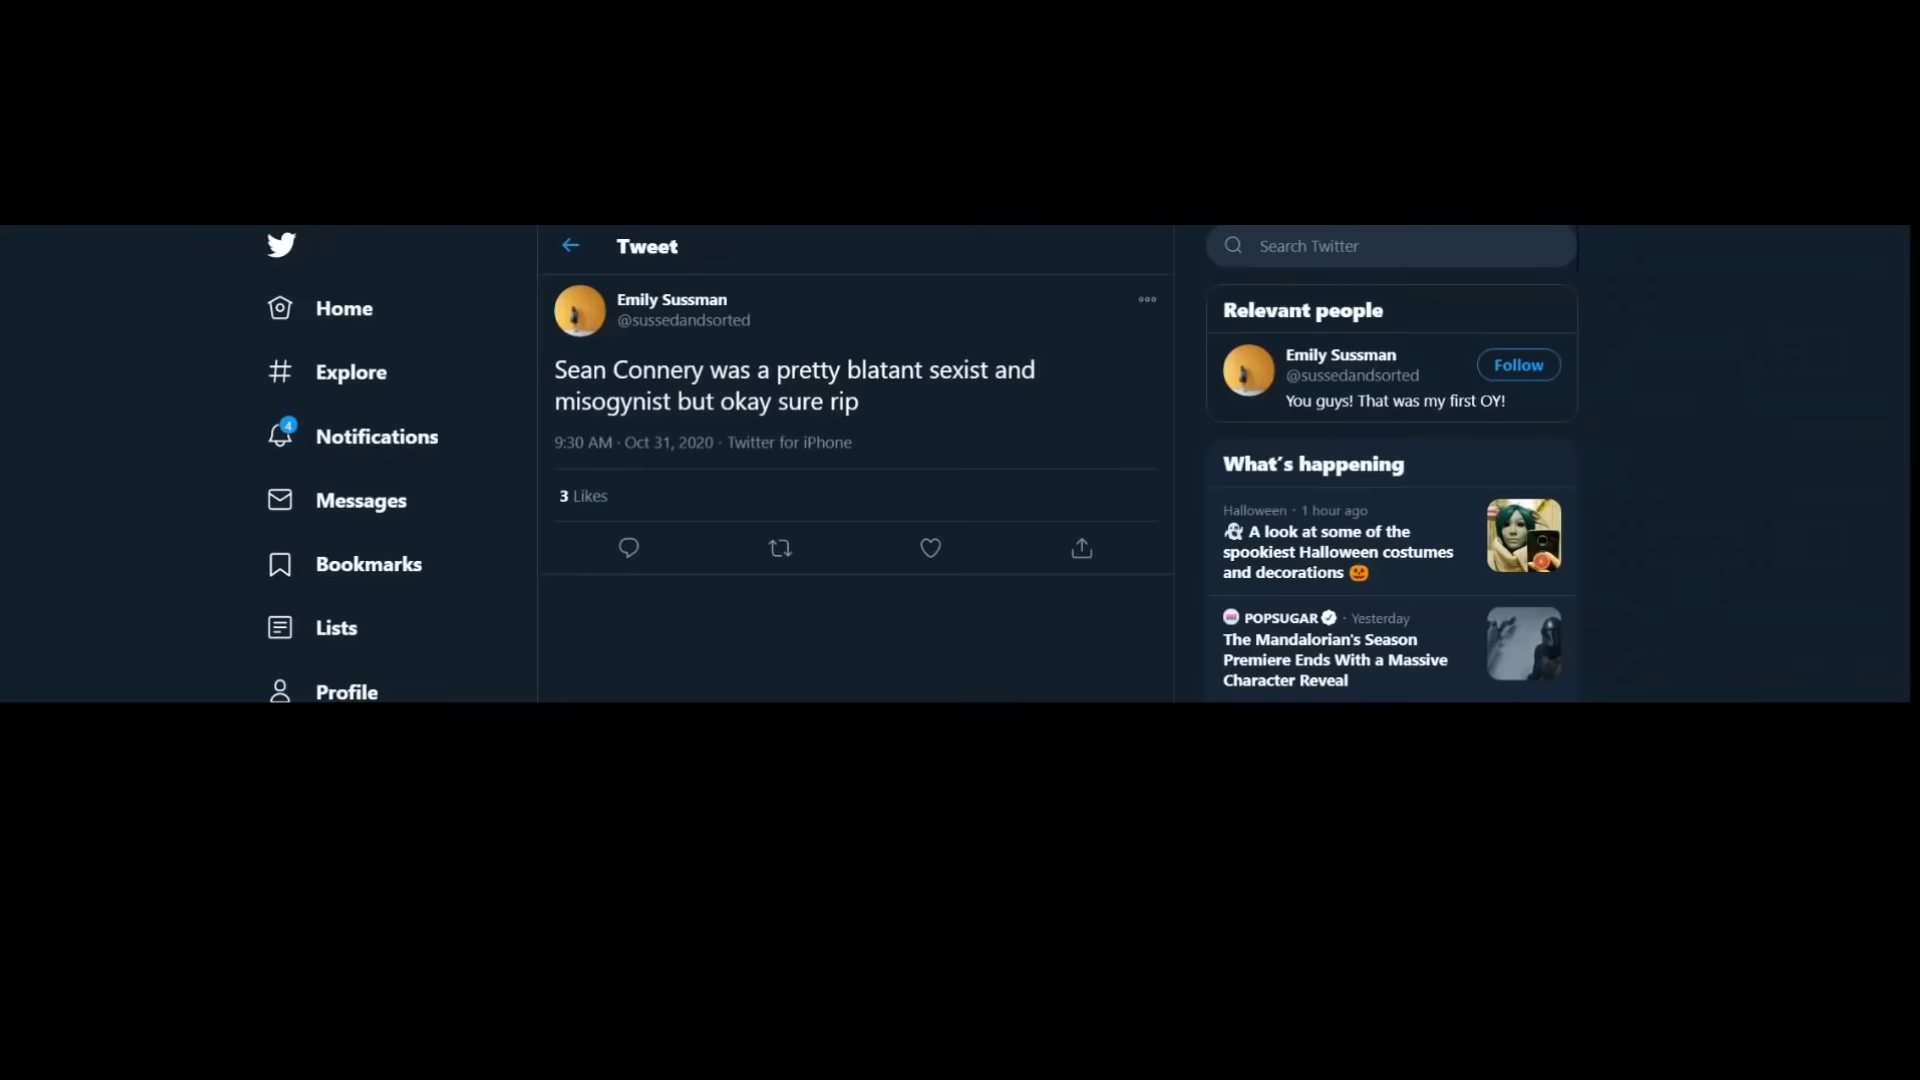 Home
Explore
4
Notifications
Messages
Bookmarks
Lists
Profile
Tweet
Emily Sussman
@sussedandsorted
Sean Connery was a pretty blatant sexist and
misogynist but okay sure rip
9:30 AM · Oct 31, 2020 · Twitter for iPhone
3 Likes
Search Twitter
Relevant people
Emily Sussman
@sussedandsorted
Follow
You guys! That was my first OY!
What's happening
Halloween · 1 hour ago
👻 A look at some of the
spookiest Halloween costumes
and decorations 🎃
POPSUGAR · Yesterday
The Mandalorian's Season
Premiere Ends With a Massive
Character Reveal